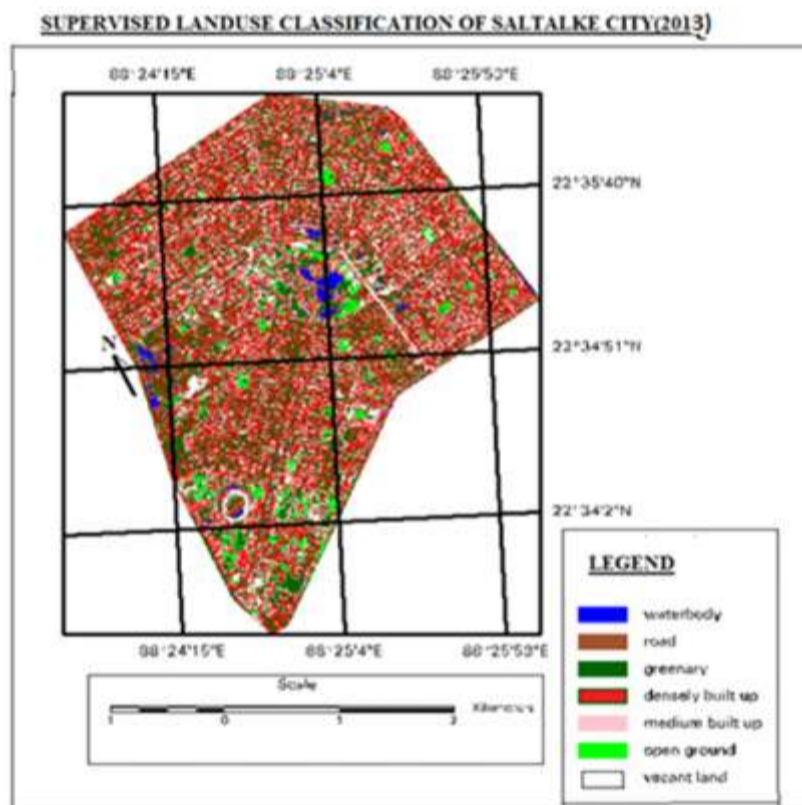 SUPERVISED LANDUSE CLASSIFICATION OF SALTALKE CITY(2013)
88°24'15"E 88°25'4"E 88°25'53"E
22°35'40"N
N
22°34'51"N
22°34'2"N
88°24'15"E 88°25'4"E 88°25'53"E
Scale
1 0 1 2 Kilometers
LEGEND
waterbody
road
greenary
densely built up
medium built up
open ground
vacant land